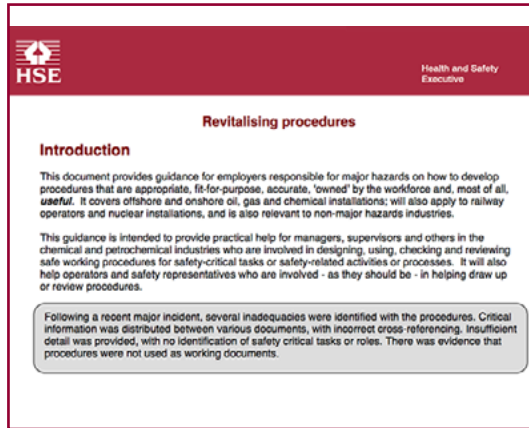 HSE
Health and Safety
Executive
Revitalising procedures
Introduction
This document provides guidance for employers responsible for major hazards on how to develop
procedures that are appropriate, fit-for-purpose, accurate, 'owned' by the workforce and, most of all,
useful. It covers offshore and onshore oil, gas and chemical installations; will also apply to railway
operators and nuclear installations, and is also relevant to non-major hazards industries.
This guidance is intended to provide practical help for managers, supervisors and others in the
chemical and petrochemical industries who are involved in designing, using, checking and reviewing
safe working procedures for safety-critical tasks or safety-related activities or processes. It will also
help operators and safety representatives who are involved - as they should be - in helping draw up
or review procedures.
Following a recent major incident, several inadequacies were identified with the procedures. Critical
information was distributed between various documents, with incorrect cross-referencing. Insufficient
detail was provided, with no identification of safety critical tasks or roles. There was evidence that
procedures were not used as working documents.